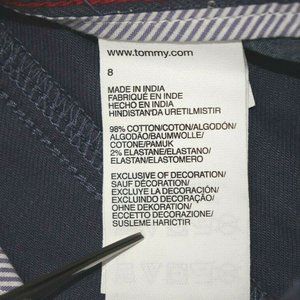 www.tommy.com
8
MADE IN INDIA
FABRIQUÉ EN INDE
HECHO EN INDIA
HINDISTAN'DA URETILMISTIR
98% COTTON/COTON/ALGODÓN/
ALGODÃO/BAUMWOLLE/
COTONE/PAMUK
2% ELASTANE/ELASTANO/
ELASTAN/ELASTOMERO
EXCLUSIVE OF DECORATION/
SAUF DÉCORATION/
EXCLUYE LA DECORACIÓN/
EXCLUINDO DECORAÇÃO/
OHNE DEKORATION/
ECCETTO DECORAZIONE/
SUSLEME HARICTIR